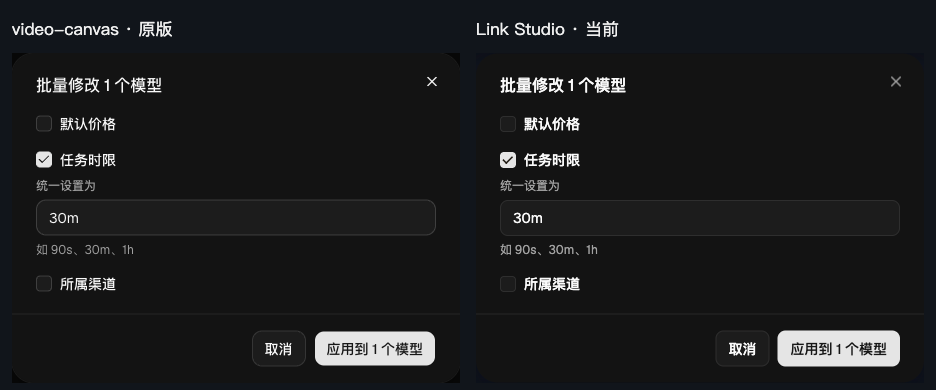 video-canvas · 原版
批量修改 1 个模型
默认价格
任务时限
统一设置为
30m
如 90s、30m、1h
所属渠道
取消
应用到 1 个模型
Link Studio · 当前
批量修改 1 个模型
默认价格
任务时限
统一设置为
30m
如 90s、30m、1h
所属渠道
取消
应用到 1 个模型